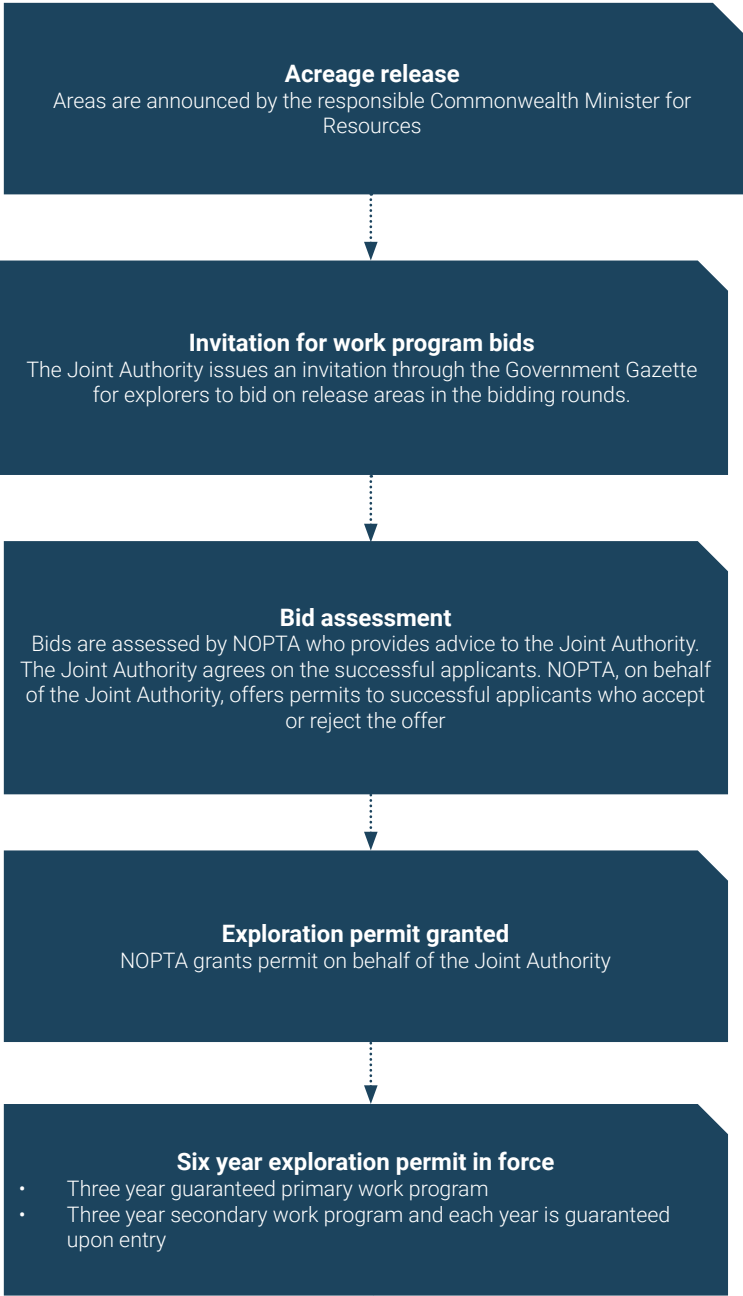 Acreage release
Areas are announced by the responsible Commonwealth Minister for
Resources
Invitation for work program bids
The Joint Authority issues an invitation through the Government Gazette
for explorers to bid on release areas in the bidding rounds.
Bid assessment
Bids are assessed by NOPTA who provides advice to the Joint Authority.
The Joint Authority agrees on the successful applicants. NOPTA, on behalf
of the Joint Authority, offers permits to successful applicants who accept
or reject the offer
Exploration permit granted
NOPTA grants permit on behalf of the Joint Authority
Six year exploration permit in force
• Three year guaranteed primary work program
• Three year secondary work program and each year is guaranteed
upon entry